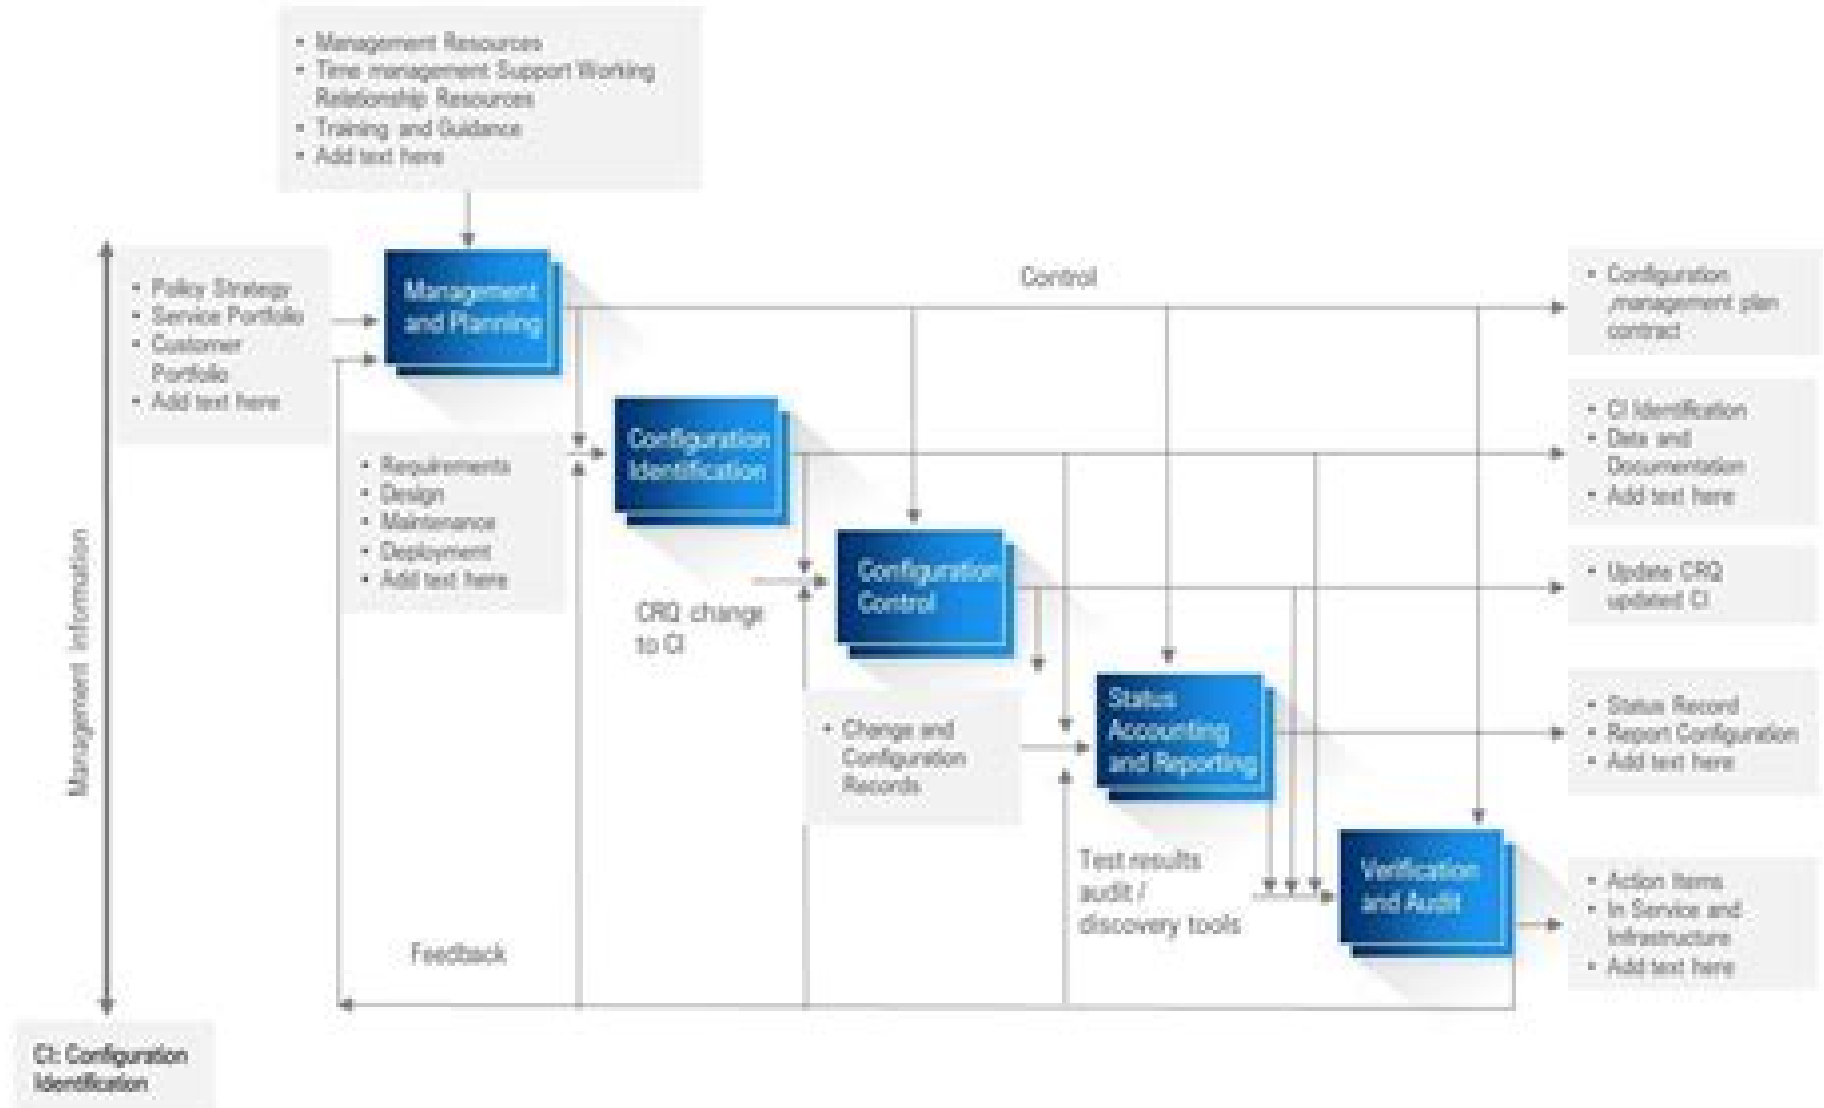 • Management Resources
• Time management Support Working
Relationship Resources
• Training and Guidance
• Add text here
• Policy Strategy
• Service Portfolio
• Customer
Portfolio
• Add text here
Management
and Planning
Control
• Configuration
,management plan
contract
• Requirements
• Design
• Maintenance
• Deployment
• Add text here
Configuration
Identification
• CI Identification
• Data and
Documentation
• Add text here
CRQ change
to CI
Configuration
Control
• Update CRQ
updated CI
Management Information
• Change and
Configuration
Records
Status
Accounting
and Reporting
• Status Record
• Report Configuration
• Add text here
Test results
audit /
discovery tools
Verification
and Audit
• Action Items
• In Service and
Infrastructure
• Add text here
Feedback
CI: Configuration
Identification